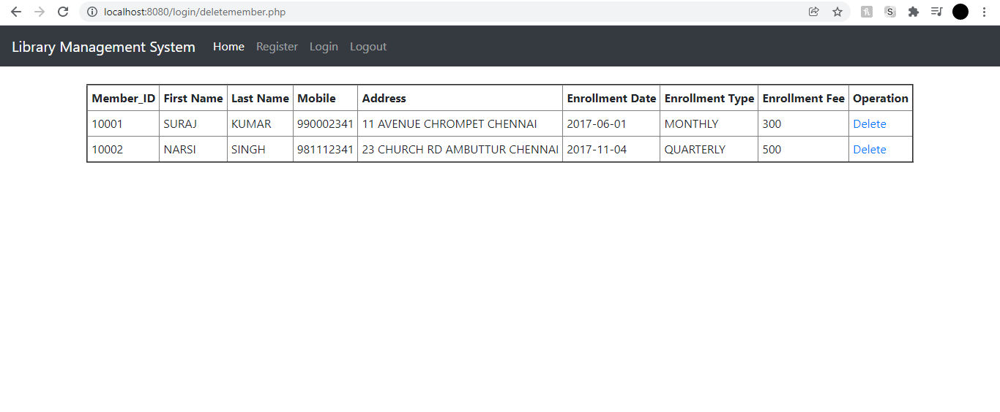 localhost:8080/login/deletemember.php
Library Management System Home Register Login Logout
Member_ID First Name Last Name Mobile Address Enrollment Date Enrollment Type Enrollment Fee Operation
10001 SURAJ KUMAR 990002341 11 AVENUE CHROMPET CHENNAI 2017-06-01 MONTHLY 300 Delete
10002 NARSI SINGH 981112341 23 CHURCH RD AMBUTTUR CHENNAI 2017-11-04 QUARTERLY 500 Delete